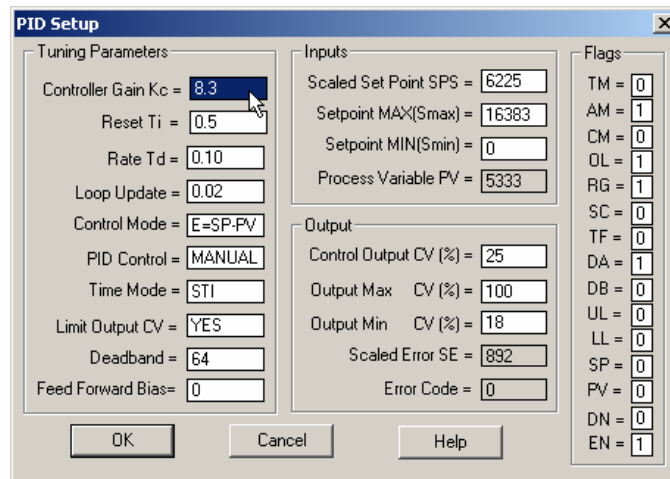 PID Setup
Tuning Parameters
Controller Gain Kc = 8.3
Reset Ti = 0.5
Rate Td = 0.10
Loop Update = 0.02
Control Mode = E=SP-PV
PID Control = MANUAL
Time Mode = STI
Limit Output CV = YES
Deadband = 64
Feed Forward Bias= 0
Inputs
Scaled Set Point SPS = 6225
Setpoint MAX(Smax) = 16383
Setpoint MIN(Smin) = 0
Process Variable PV = 5333
Output
Control Output CV (%) = 25
Output Max CV (%) = 100
Output Min CV (%) = 18
Scaled Error SE = 892
Error Code = 0
Flags
TM = 0
AM = 1
CM = 0
OL = 1
RG = 1
SC = 0
TF = 0
DA = 1
DB = 0
UL = 0
LL = 0
SP = 0
PV = 0
DN = 0
EN = 1
OK
Cancel
Help